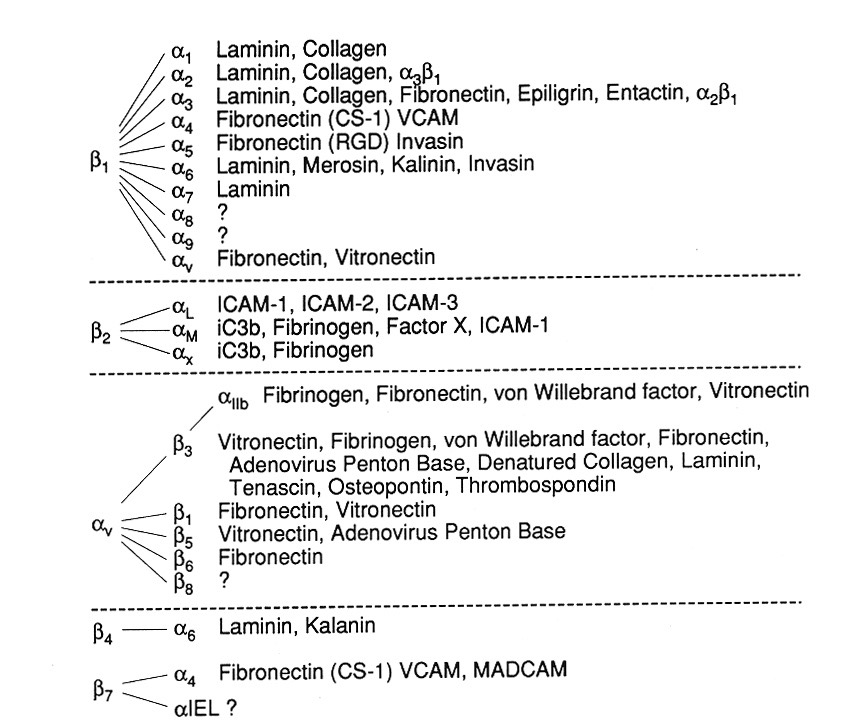 α1 Laminin, Collagen
α2 Laminin, Collagen, α3β1
α3 Laminin, Collagen, Fibronectin, Epiligrin, Entactin, α2β1
α4 Fibronectin (CS-1) VCAM
α5 Fibronectin (RGD) Invasin
β1 α6 Laminin, Merosin, Kalinin, Invasin
α7 Laminin
α8 ?
α9 ?
αv Fibronectin, Vitronectin
αL ICAM-1, ICAM-2, ICAM-3
β2 αM iC3b, Fibrinogen, Factor X, ICAM-1
αx iC3b, Fibrinogen
αIIb Fibrinogen, Fibronectin, von Willebrand factor, Vitronectin
β3 Vitronectin, Fibrinogen, von Willebrand factor, Fibronectin,
Adenovirus Penton Base, Denatured Collagen, Laminin,
Tenascin, Osteopontin, Thrombospondin
β1 Fibronectin, Vitronectin
αv β5 Vitronectin, Adenovirus Penton Base
β6 Fibronectin
β8 ?
β4 α6 Laminin, Kalanin
α4 Fibronectin (CS-1) VCAM, MADCAM
β7
αIEL ?